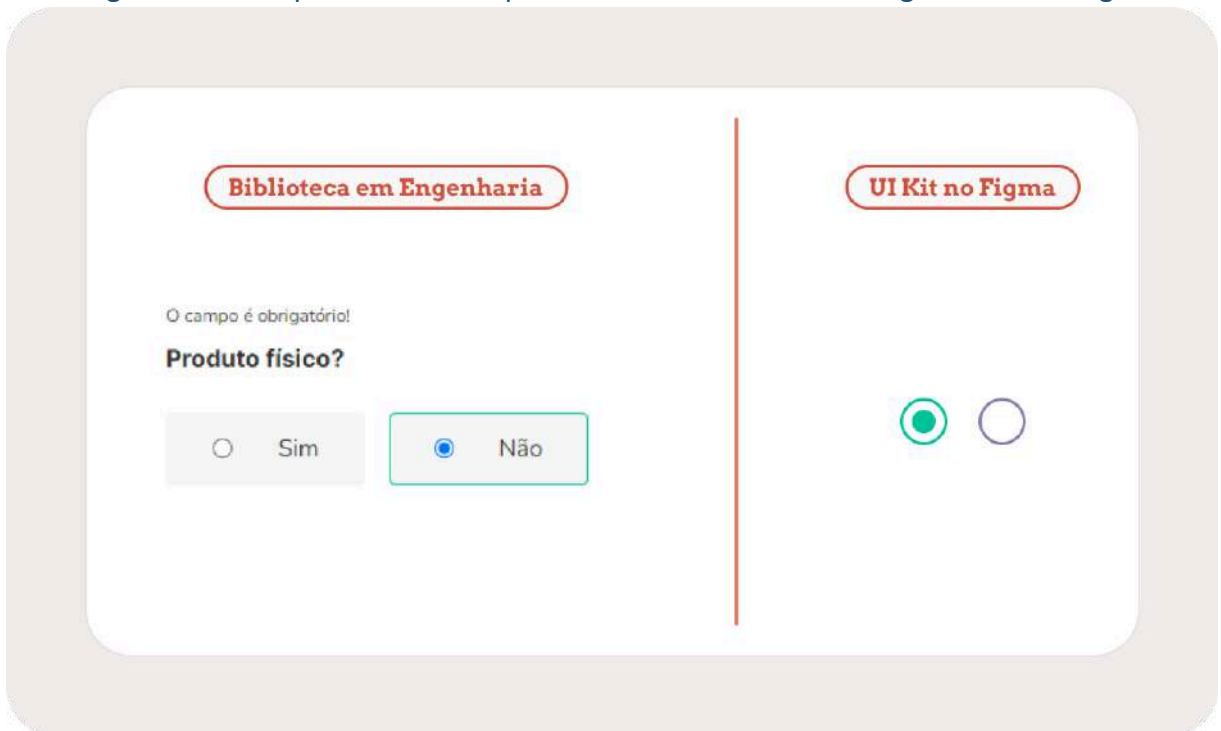 Biblioteca em Engenharia
UI Kit no Figma
O campo é obrigatório!
Produto físico?
Sim
Não